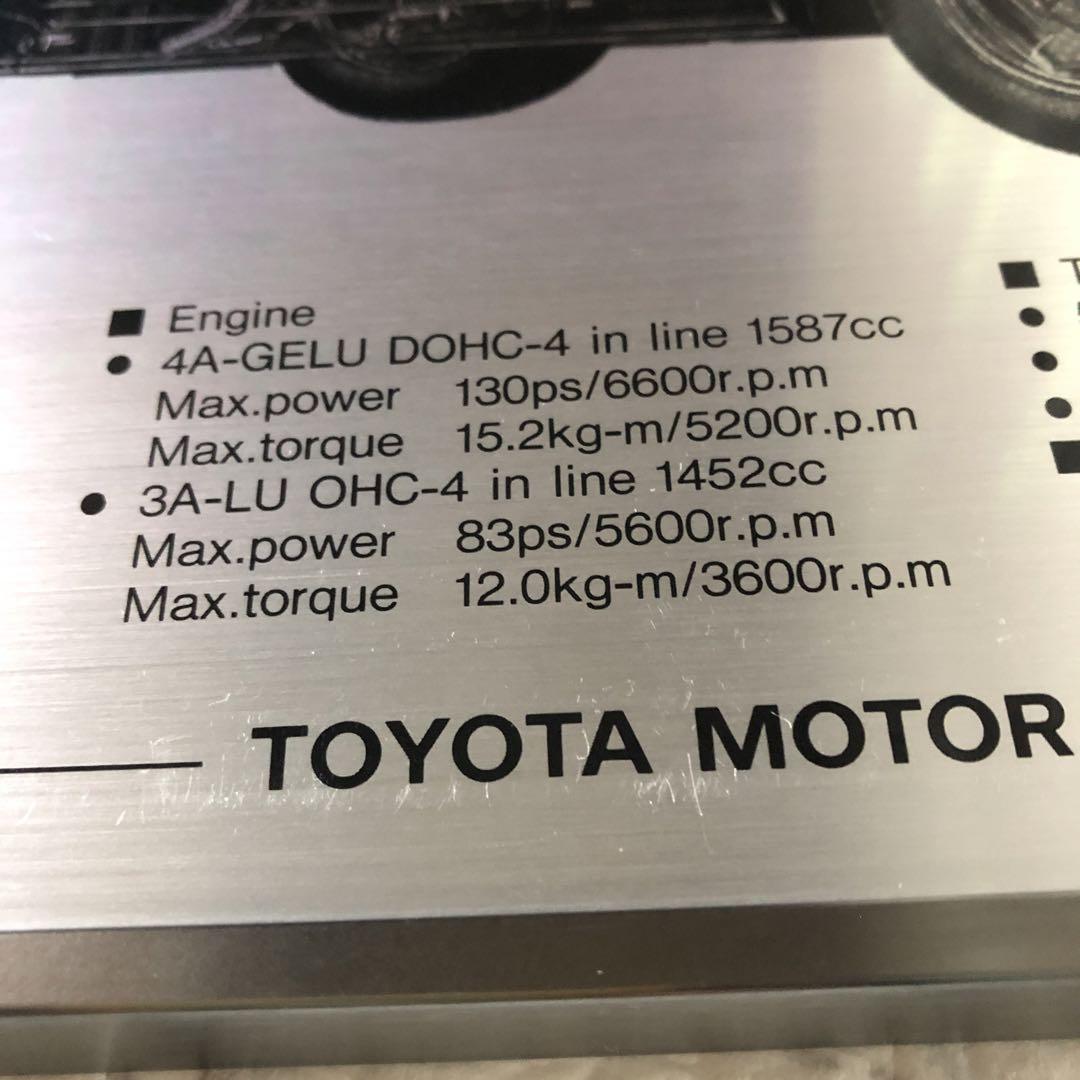 ■ Engine
● 4A-GELU DOHC-4 in line 1587cc
Max.power 130ps/6600r.p.m
Max.torque 15.2kg-m/5200r.p.m
● 3A-LU OHC-4 in line 1452cc
Max.power 83ps/5600r.p.m
Max.torque 12.0kg-m/3600r.p.m
TOYOTA MOTOR